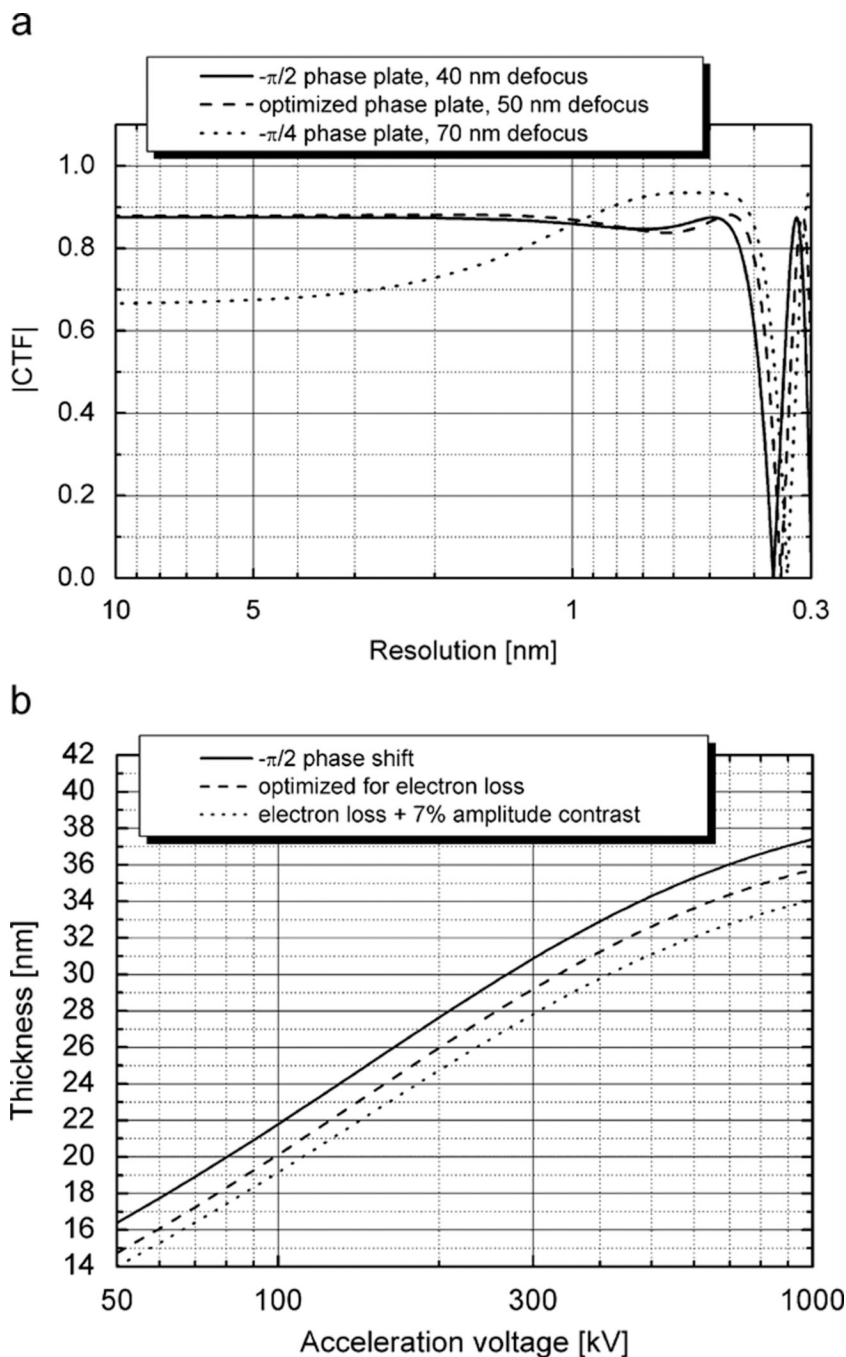 a
-π/2 phase plate, 40 nm defocus
optimized phase plate, 50 nm defocus
-π/4 phase plate, 70 nm defocus
1.0
0.8
0.6
0.4
0.2
0.0
|CTF|
10 5 1 0.3
Resolution [nm]
b
-π/2 phase shift
optimized for electron loss
electron loss + 7% amplitude contrast
42
40
38
36
34
32
30
28
26
24
22
20
18
16
14
Thickness [nm]
50 100 300 1000
Acceleration voltage [kV]